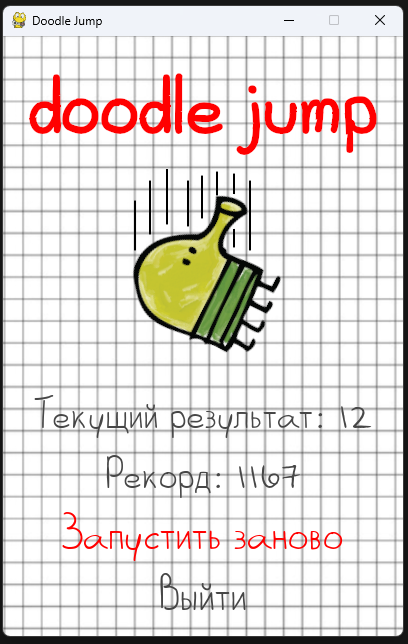 Doodle Jump
doodle jump
Текущий результат: 12
Рекорд: 1167
Запустить заново
Выйти